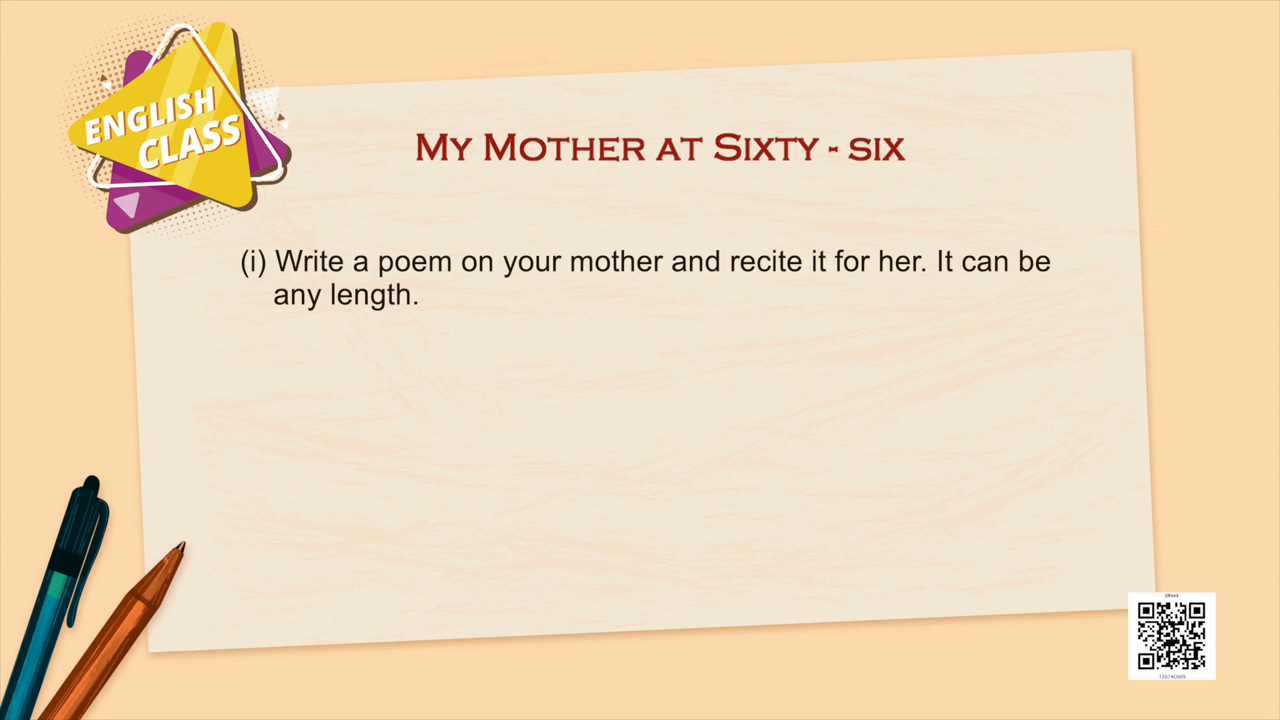 ENGLISH
CLASS
MY MOTHER AT SIXTY - SIX
(i) Write a poem on your mother and recite it for her. It can be
any length.
12074CH09